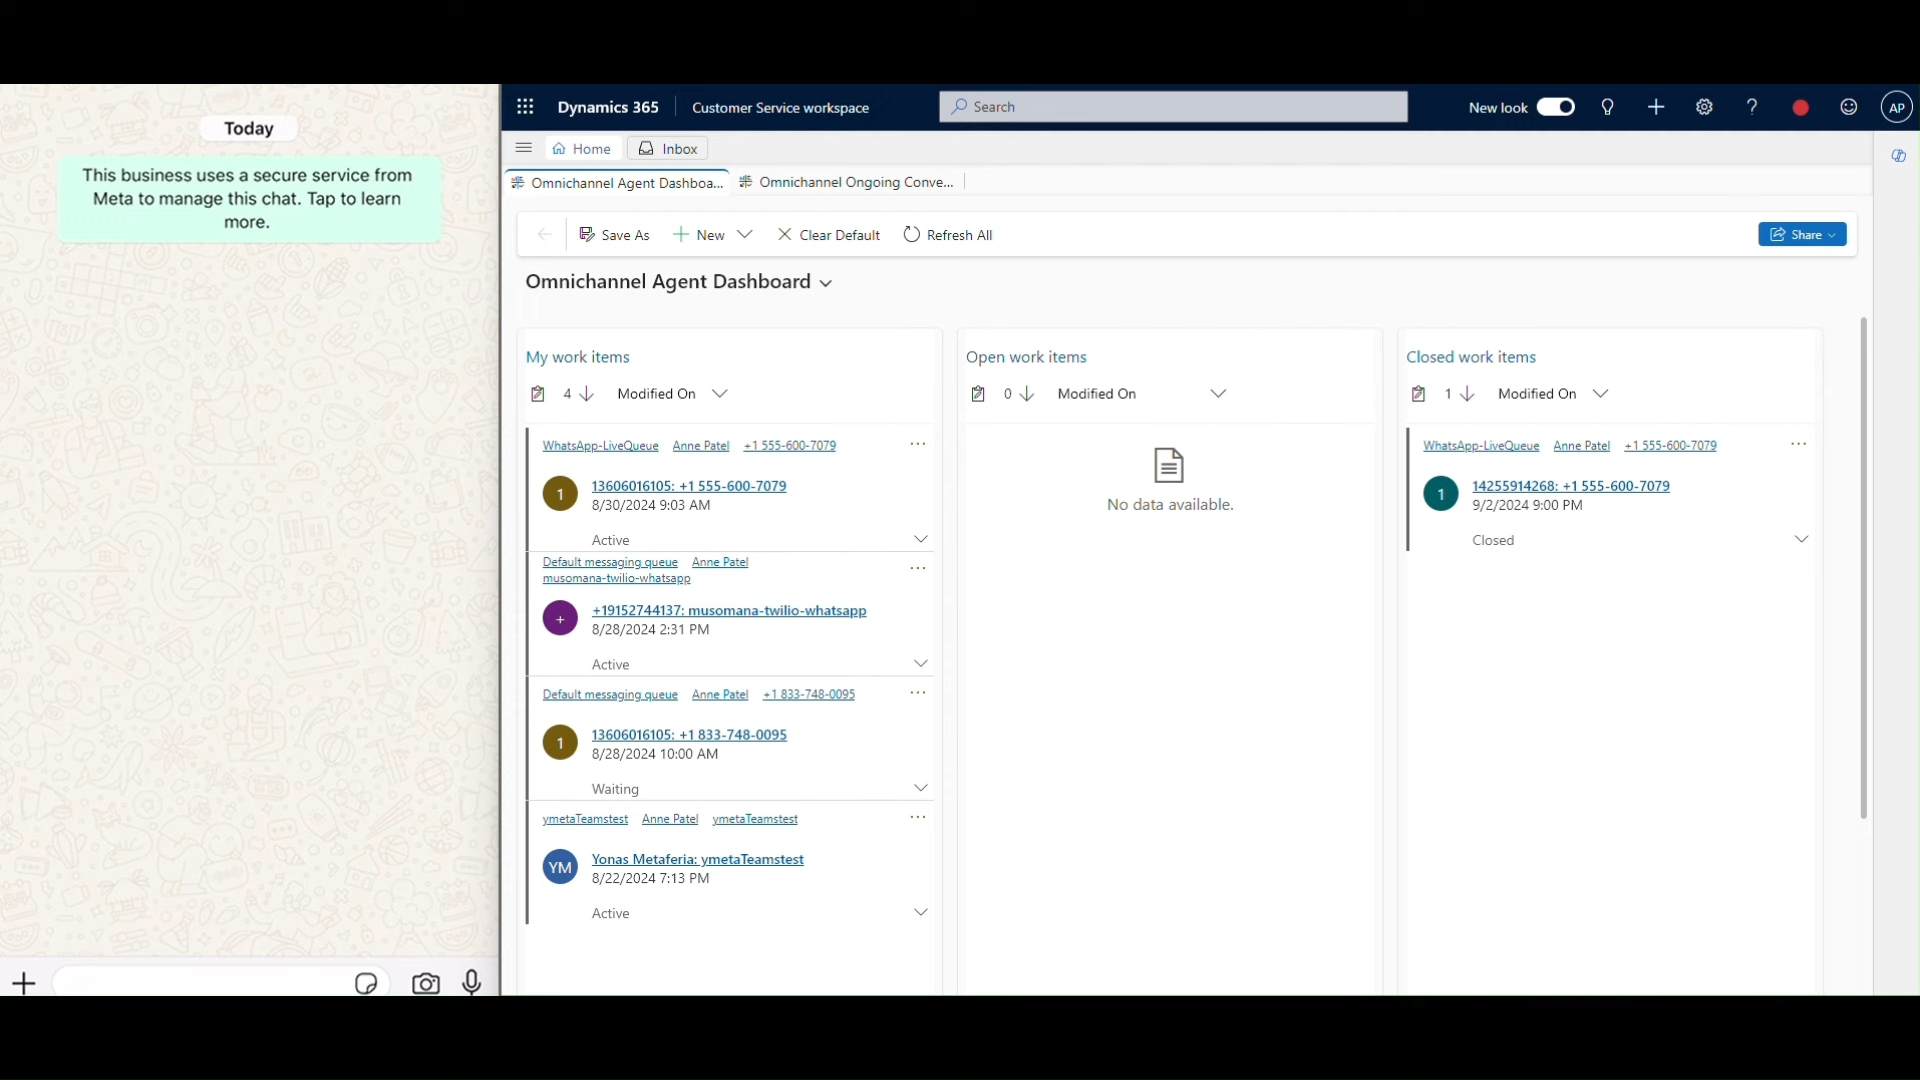 Today
This business uses a secure service from
Meta to manage this chat. Tap to learn
more.
Dynamics 365
Customer Service workspace
Search
New look
AP
Home
Inbox
Omnichannel Agent Dashboa...
Omnichannel Ongoing Conve...
Save As
New
Clear Default
Refresh All
Share
Omnichannel Agent Dashboard
My work items
4
Modified On
WhatsApp-LiveQueue Anne Patel +1 555-600-7079
1
13606016105: +1 555-600-7079
8/30/2024 9:03 AM
Active
Default messaging queue Anne Patel
musomana-twilio-whatsapp
+
+19152744137: musomana-twilio-whatsapp
8/28/2024 2:31 PM
Active
Default messaging queue Anne Patel +1 833-748-0095
1
13606016105: +1 833-748-0095
8/28/2024 10:00 AM
Waiting
ymetaTeamstest Anne Patel ymetaTeamstest
YM
Yonas Metaferia: ymetaTeamstest
8/22/2024 7:13 PM
Active
Open work items
0
Modified On
No data available.
Closed work items
1
Modified On
WhatsApp-LiveQueue Anne Patel +1 555-600-7079
1
14255914268: +1 555-600-7079
9/2/2024 9:00 PM
Closed